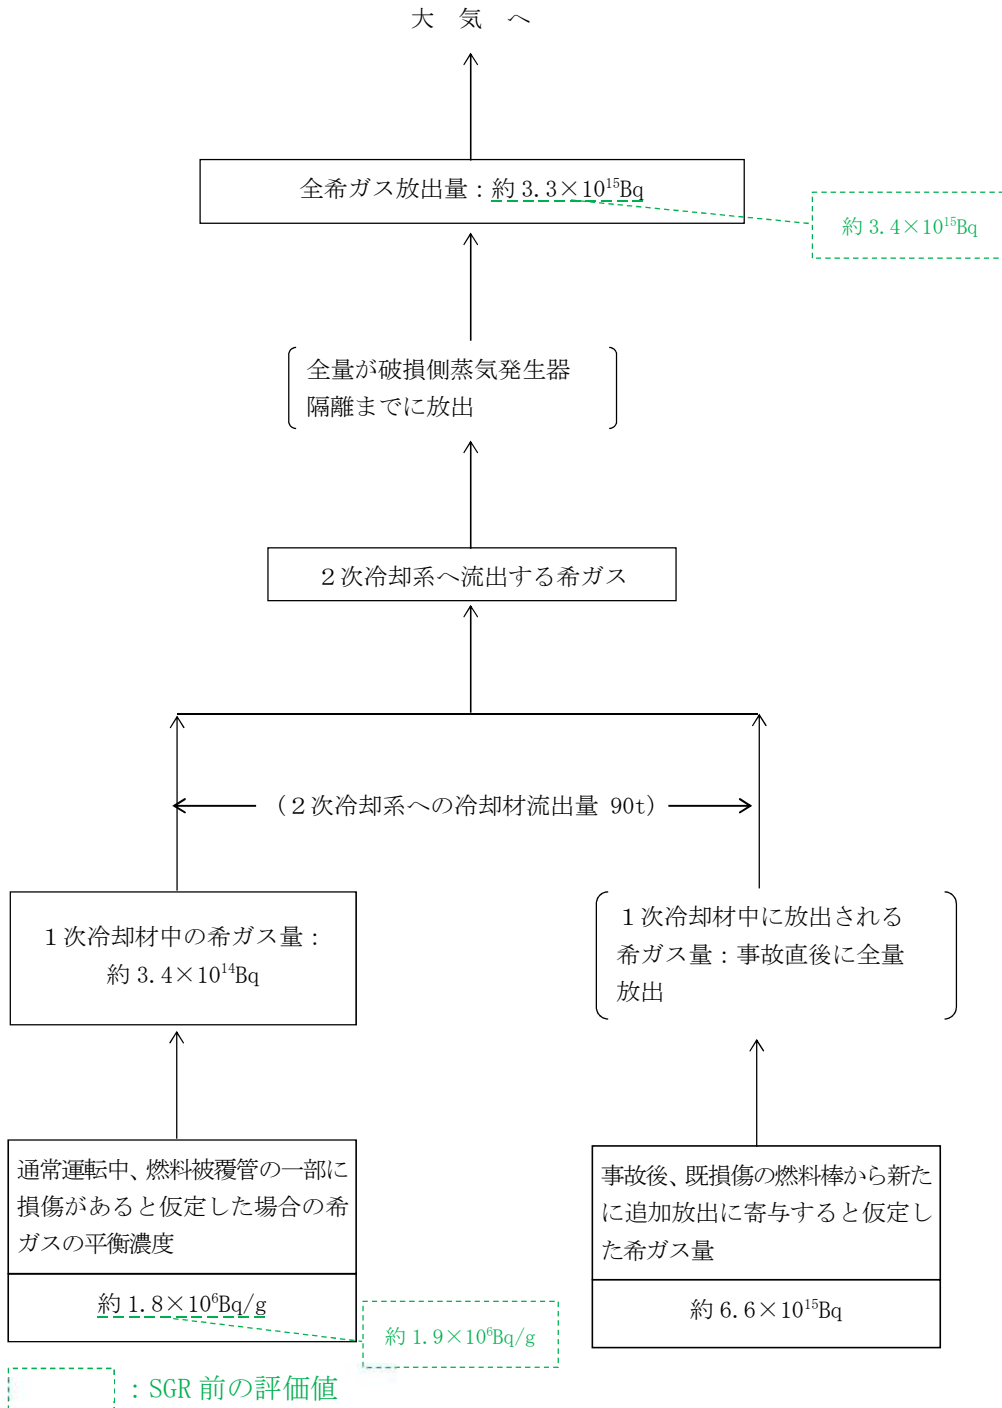 大 気 へ
全希ガス放出量：約 3.3×10¹⁵Bq
約 3.4×10¹⁵Bq
全量が破損側蒸気発生器
隔離までに放出
２次冷却系へ流出する希ガス
（２次冷却系への冷却材流出量 90t）
１次冷却材中の希ガス量：
約 3.4×10¹⁴Bq
１次冷却材中に放出される
希ガス量：事故直後に全量
放出
通常運転中、燃料被覆管の一部に
損傷があると仮定した場合の希
ガスの平衡濃度
約 1.8×10⁶Bq/g
約 1.9×10⁶Bq/g
事故後、既損傷の燃料棒から新た
に追加放出に寄与すると仮定し
た希ガス量
約 6.6×10¹⁵Bq
：SGR 前の評価値